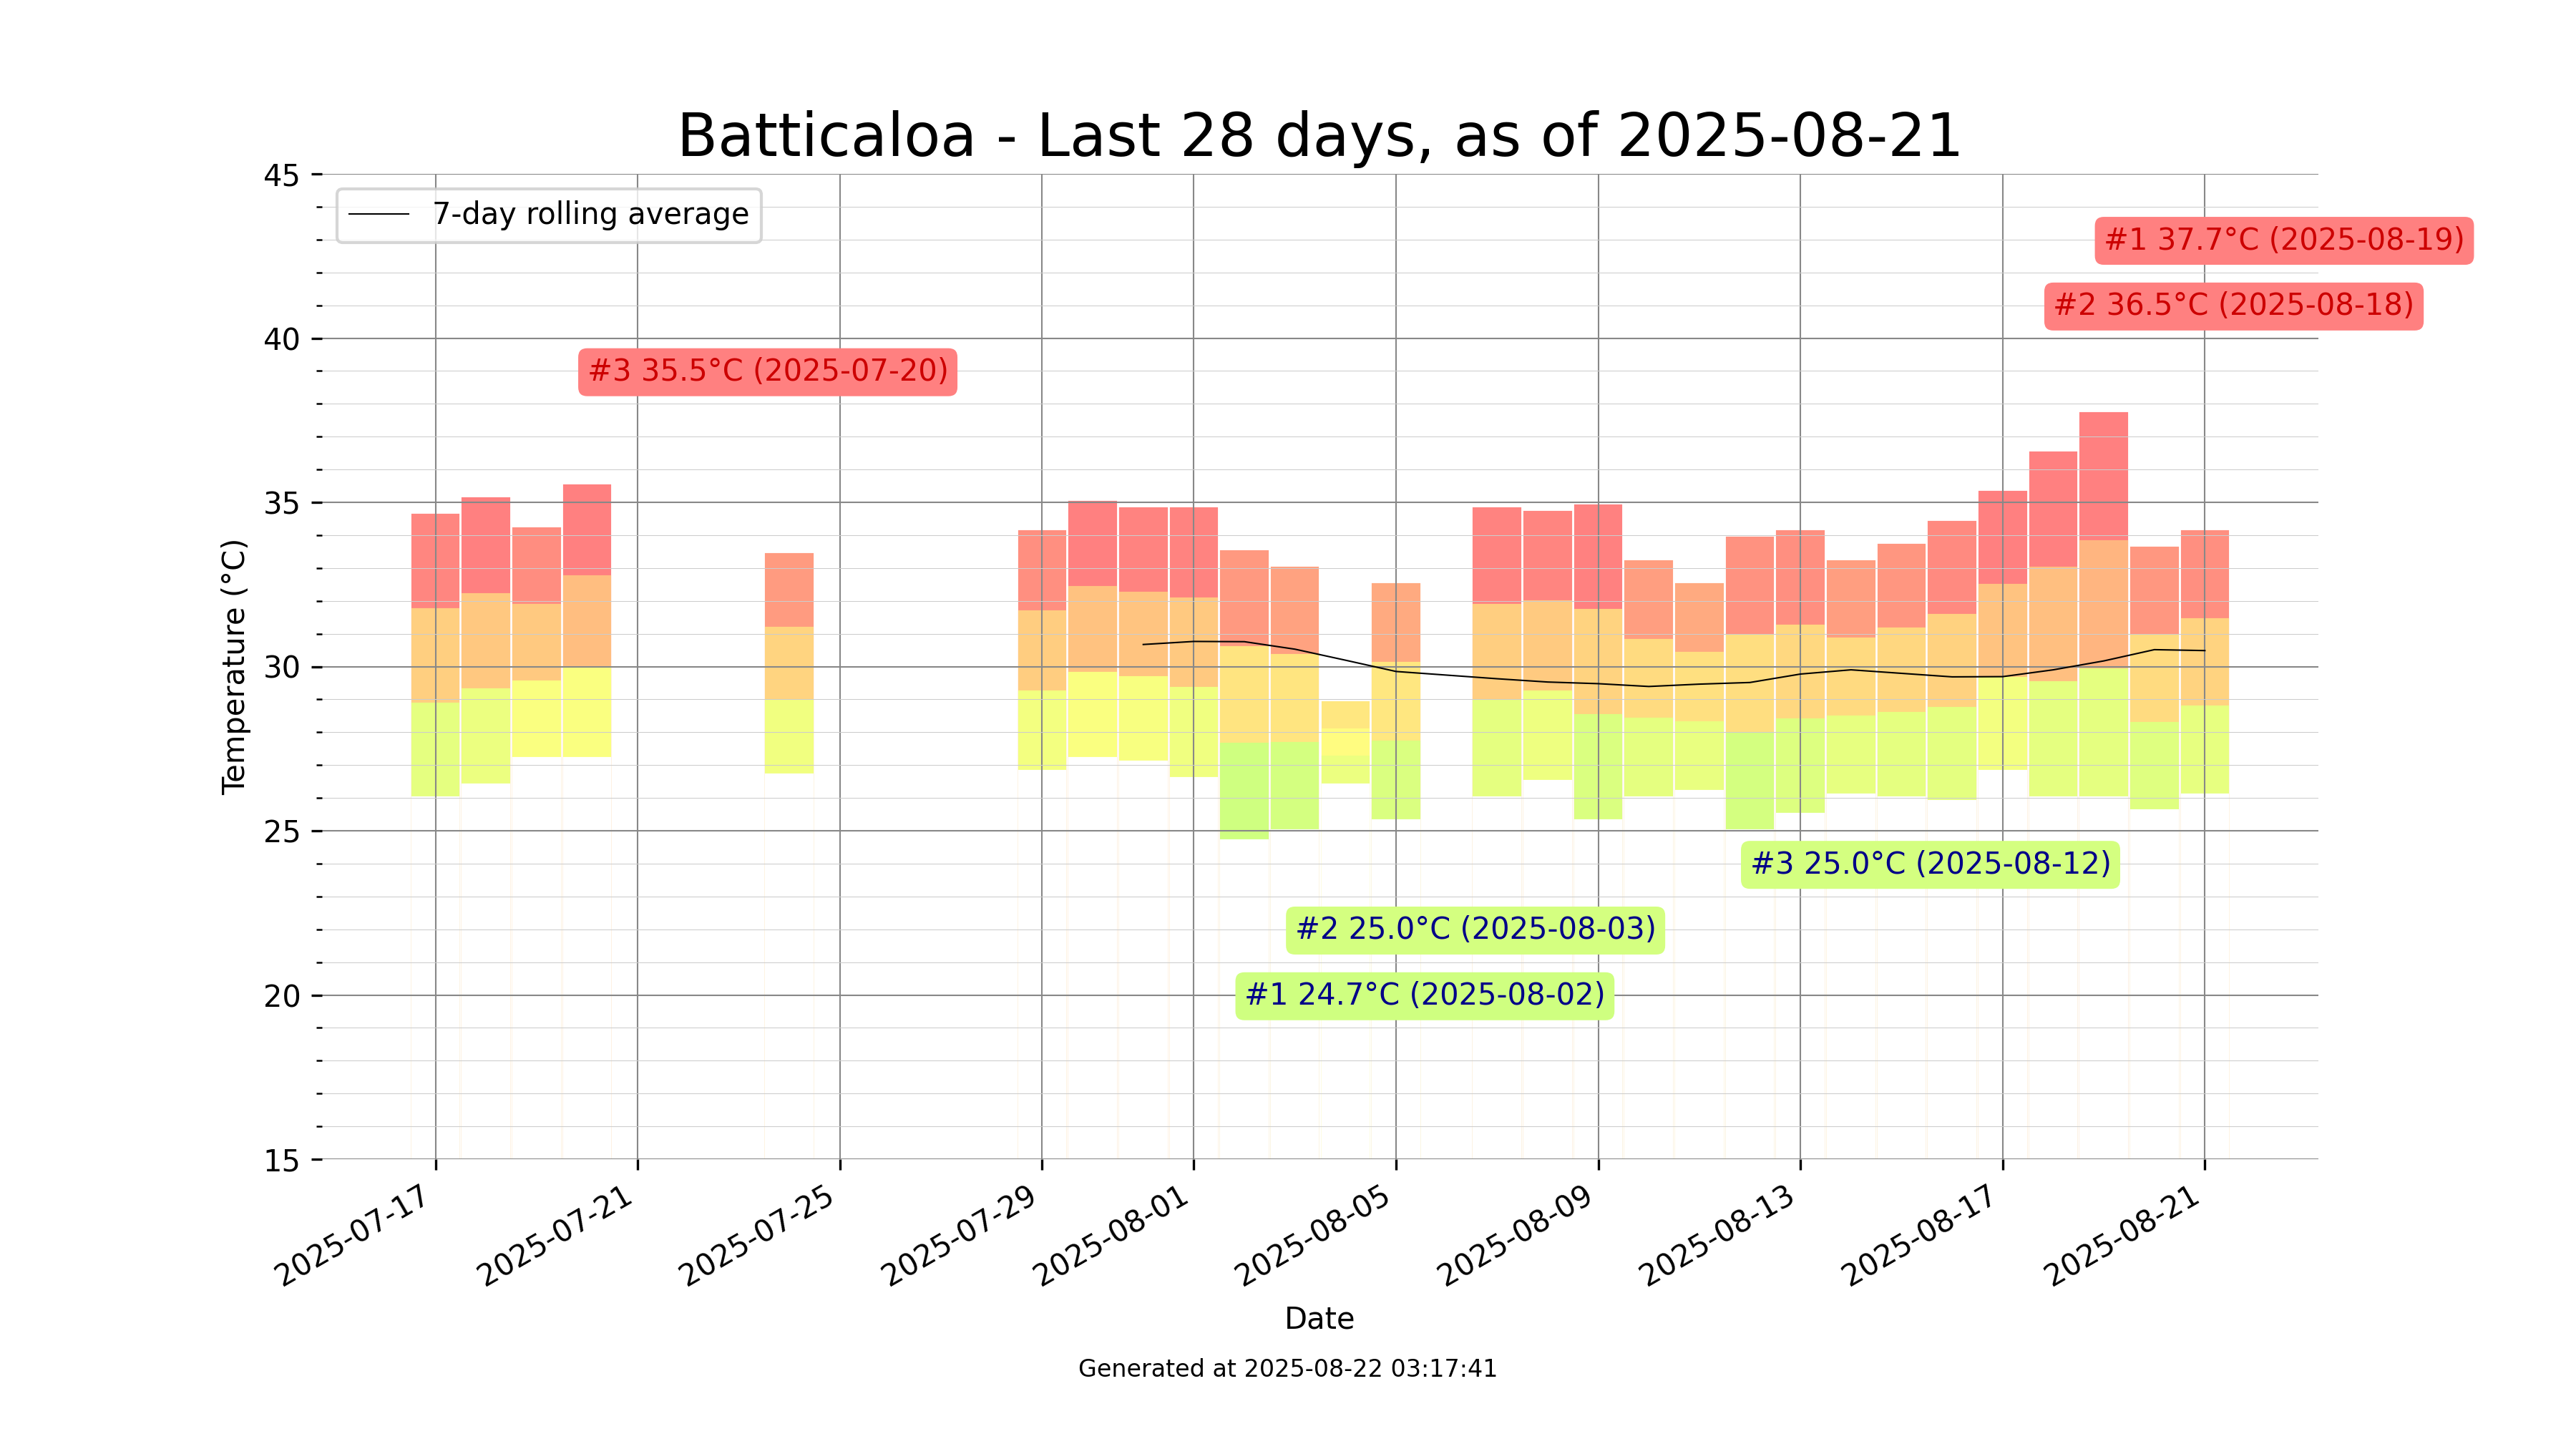 Batticaloa - Last 28 days, as of 2025-08-21
45
7-day rolling average
#1 37.7°C (2025-08-19)
#2 36.5°C (2025-08-18)
40
#3 35.5°C (2025-07-20)
35
Temperature (°C)
30
25
#3 25.0°C (2025-08-12)
#2 25.0°C (2025-08-03)
20
#1 24.7°C (2025-08-02)
15
2025-07-17
2025-07-21
2025-07-25
2025-07-29
2025-08-01
2025-08-05
2025-08-09
2025-08-13
2025-08-17
2025-08-21
Date
Generated at 2025-08-22 03:17:41